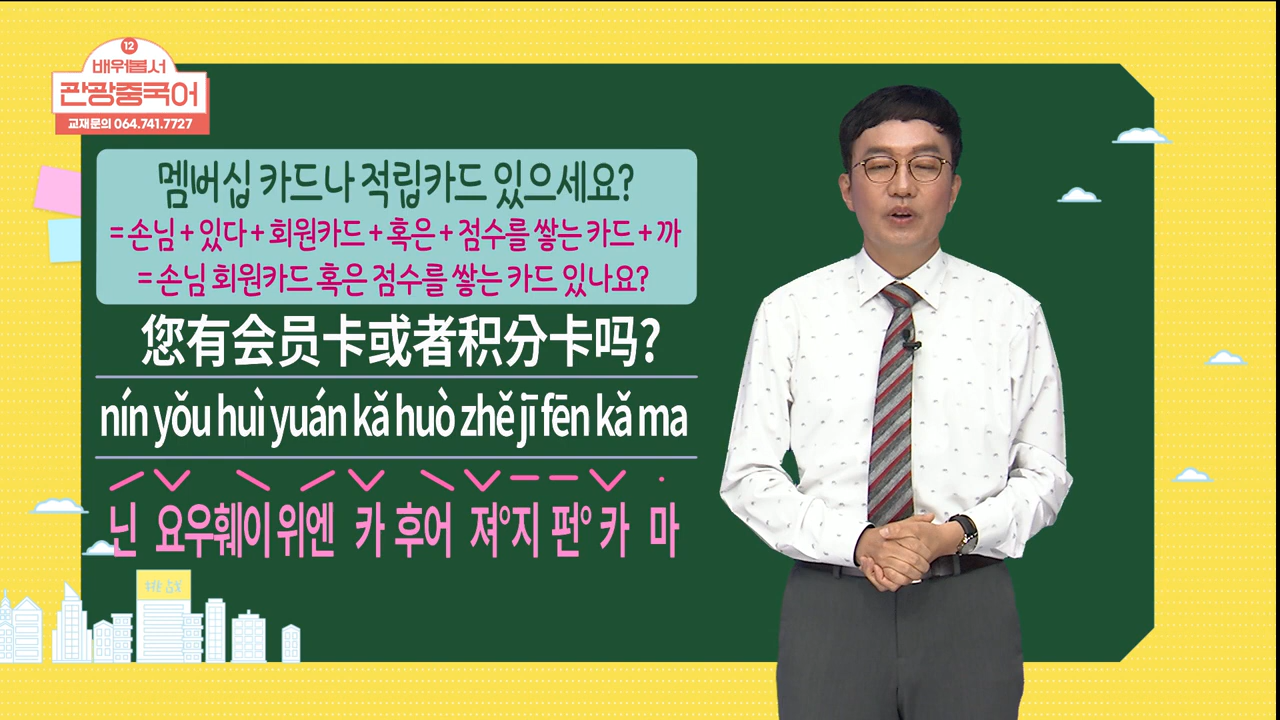 12
배워봅서
관광중국어
교재문의 064.741.7727
멤버십 카드나 적립카드 있으세요?
= 손님 + 있다 + 회원카드 + 혹은 + 점수를 쌓는 카드 + 까
= 손님 회원카드 혹은 점수를 쌓는 카드 있나요?
您有会员卡或者积分卡吗?
nín yǒu huì yuán kǎ huò zhě jī fēn kǎ ma
닌 요우훼이위엔 카 후어 져°지 펀° 카 마
挑战